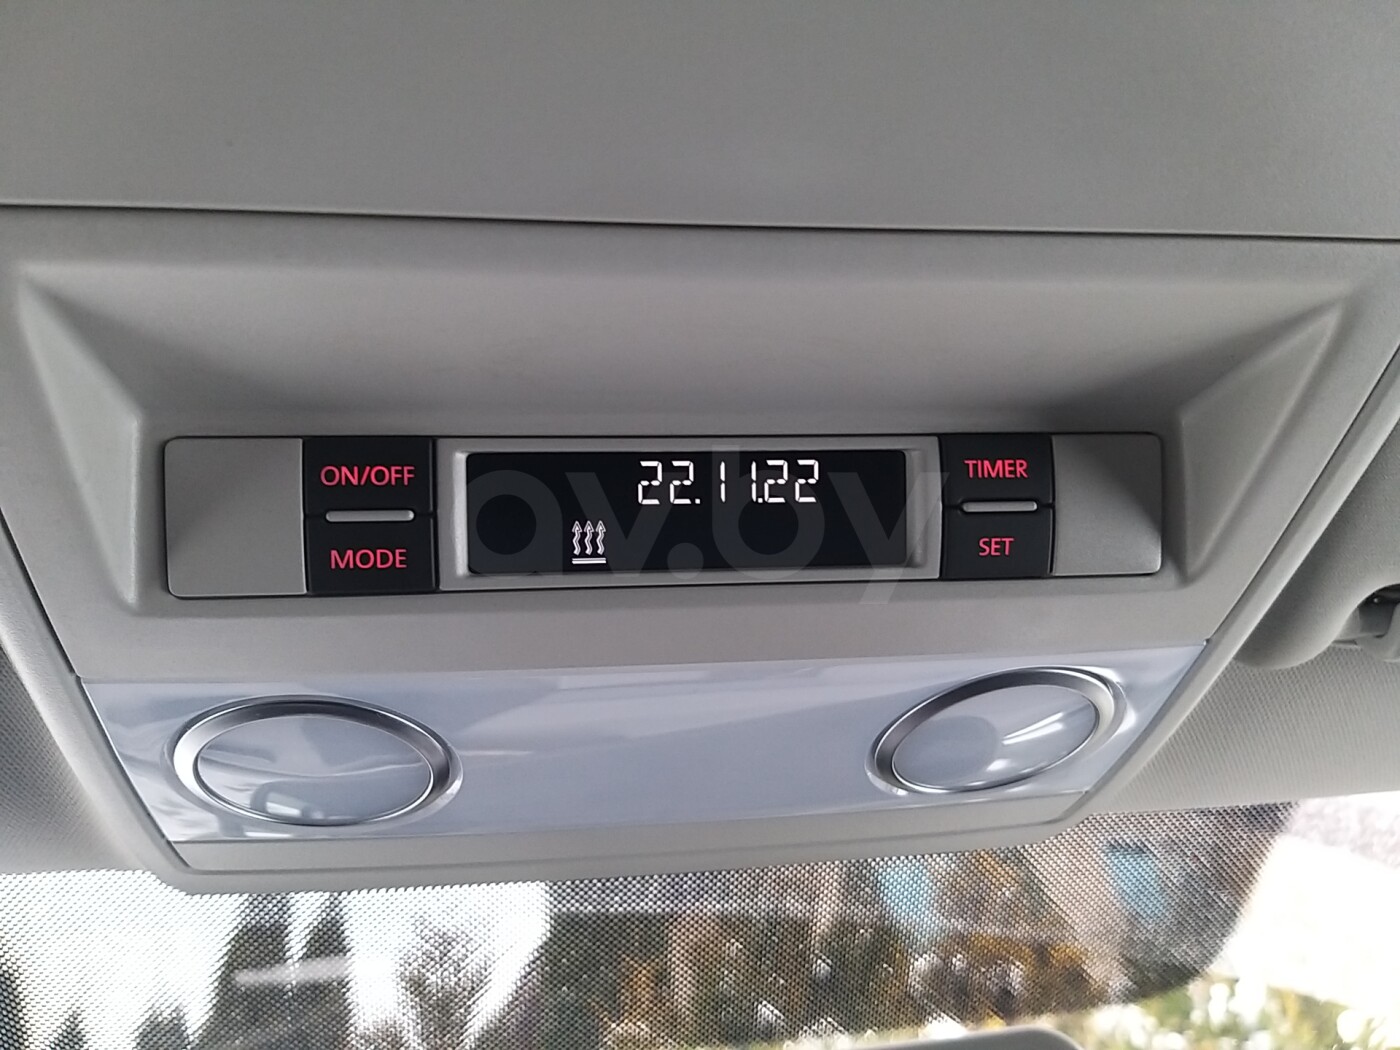 ON/OFF
MODE
22.11.22
TIMER
SET
av.by